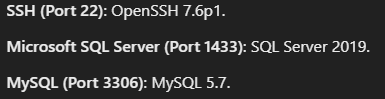 SSH (Port 22): OpenSSH 7.6p1.
Microsoft SQL Server (Port 1433): SQL Server 2019.
MySQL (Port 3306): MySQL 5.7.